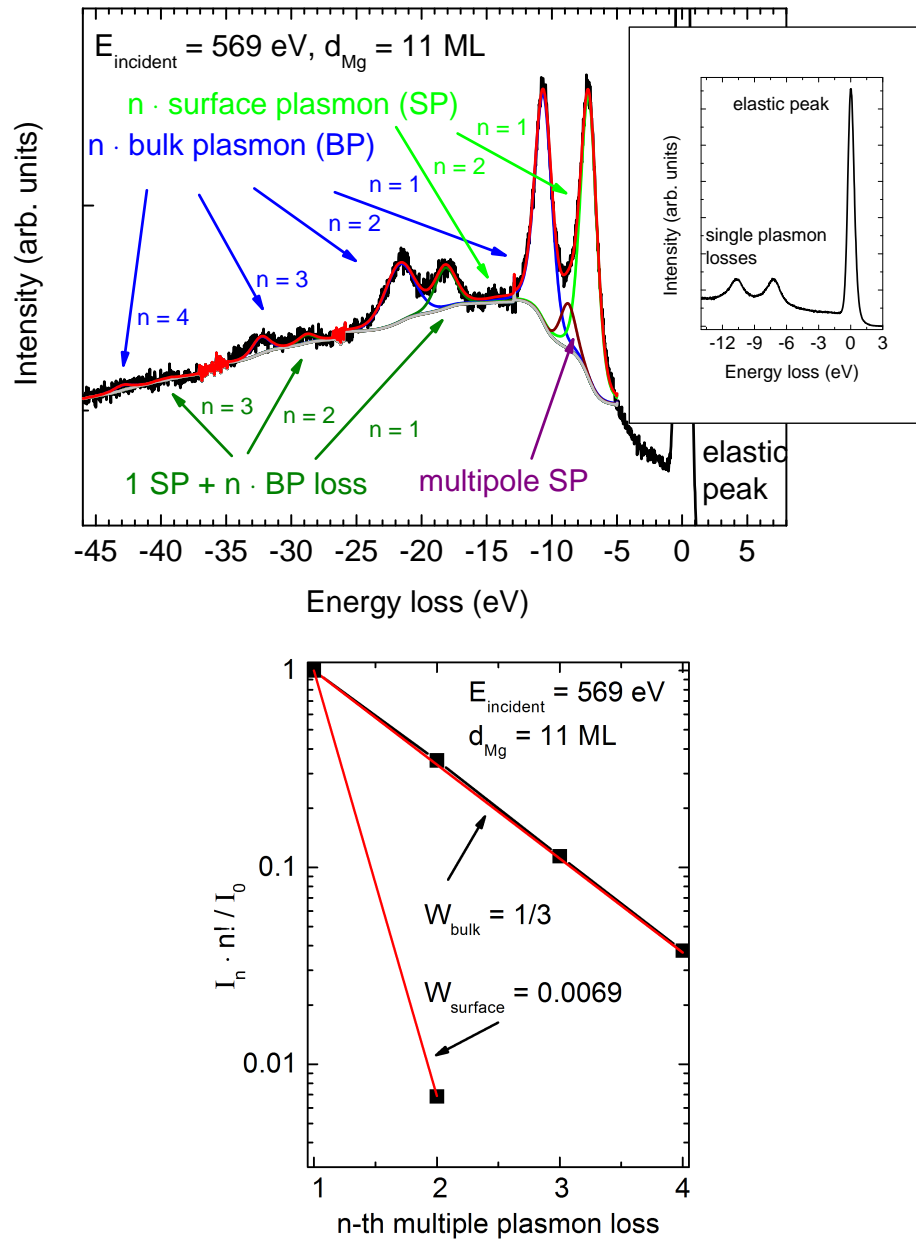 E_incident = 569 eV, d_Mg = 11 ML
n · surface plasmon (SP)
n · bulk plasmon (BP)
n = 1
n = 2
n = 1
n = 2
n = 3
n = 4
n = 3
n = 2
n = 1
1 SP + n · BP loss
multipole SP
elastic
peak
Intensity (arb. units)
-45 -40 -35 -30 -25 -20 -15 -10 -5 0 5
Energy loss (eV)
elastic peak
single plasmon
losses
Intensity (arb. units)
-12 -9 -6 -3 0 3
Energy loss (eV)
E_incident = 569 eV
d_Mg = 11 ML
W_bulk = 1/3
W_surface = 0.0069
1
0.1
0.01
I_n · n! / I_0
1 2 3 4
n-th multiple plasmon loss